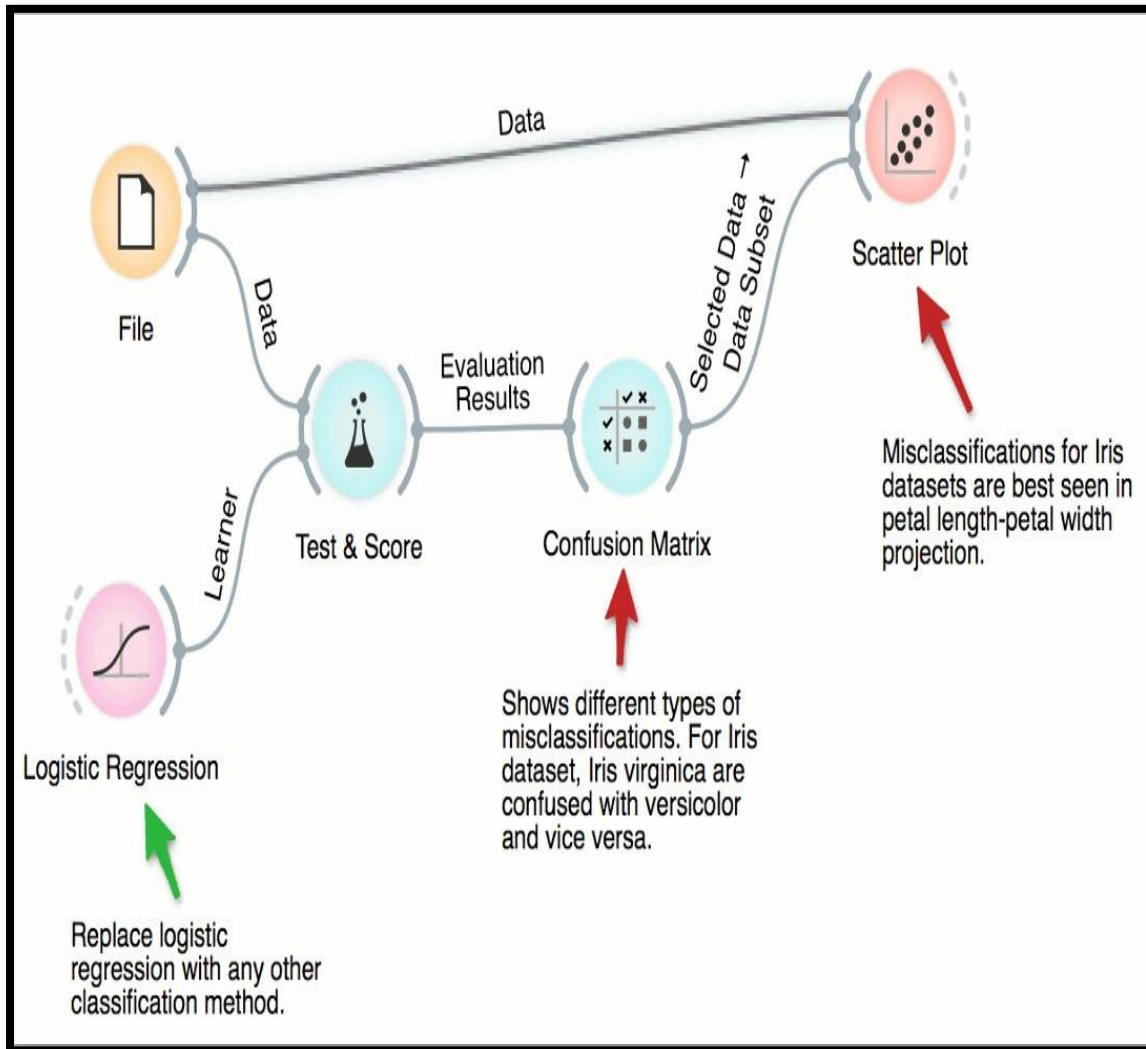 Data
File
Data
Learner
Logistic Regression
Replace logistic
regression with any other
classification method.
Test & Score
Evaluation
Results
Confusion Matrix
Shows different types of
misclassifications. For Iris
dataset, Iris virginica are
confused with versicolor
and vice versa.
Selected Data →
Data Subset
Scatter Plot
Misclassifications for Iris
datasets are best seen in
petal length-petal width
projection.